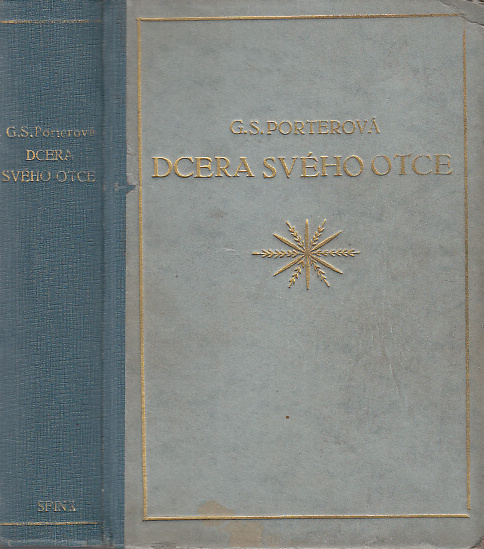 G.S.Porterová
DCERA
SVÉHO OTCE
SFINX
G.S.PORTEROVÁ
DCERA SVÉHO OTCE